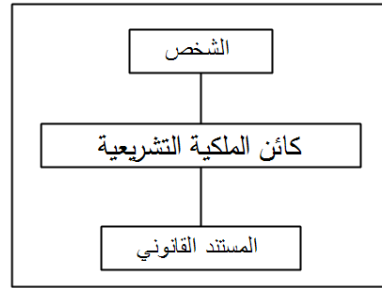 الشخص
كائن الملكية التشريعية
المستند القانوني